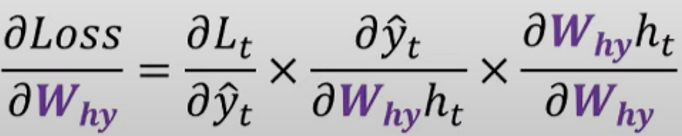 ∂Loss/∂W_hy = ∂L_t/∂ŷ_t × ∂ŷ_t/∂W_hy h_t × ∂W_hy h_t/∂W_hy